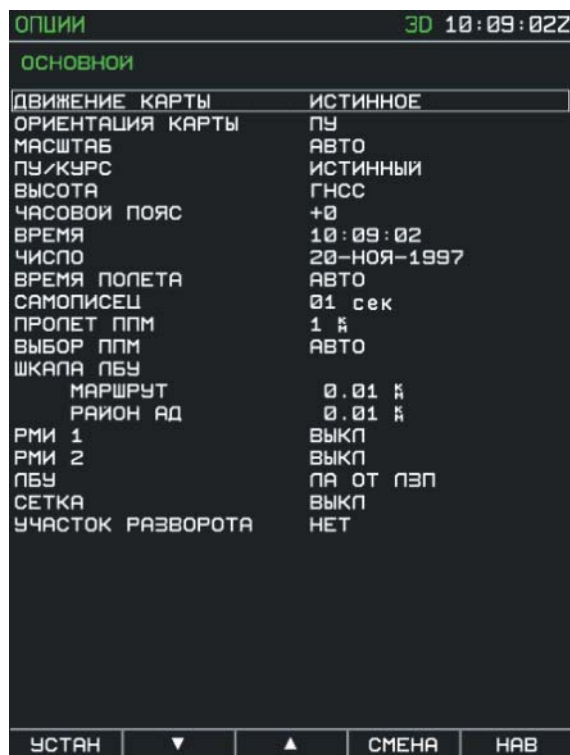 ОПЦИИ 3D 10:09:02Z
ОСНОВНОЙ
ДВИЖЕНИЕ КАРТЫ ИСТИННОЕ
ОРИЕНТАЦИЯ КАРТЫ ПУ
МАСШТАБ АВТО
ПУ/КУРС ИСТИННЫЙ
ВЫСОТА ГНСС
ЧАСОВОЙ ПОЯС +0
ВРЕМЯ 10:09:02
ЧИСЛО 20-НОЯ-1997
ВРЕМЯ ПОЛЕТА АВТО
САМОПИСЕЦ 01 сек
ПРОЛЕТ ППМ 1 км
ВЫБОР ППМ АВТО
ШКАЛА ЛБУ
МАРШРУТ 0.01 км
РАЙОН АД 0.01 км
РМИ 1 ВЫКЛ
РМИ 2 ВЫКЛ
ЛБУ ЛА ОТ ЛЗП
СЕТКА ВЫКЛ
УЧАСТОК РАЗВОРОТА НЕТ
УСТАН ▼ ▲ СМЕНА НАВ